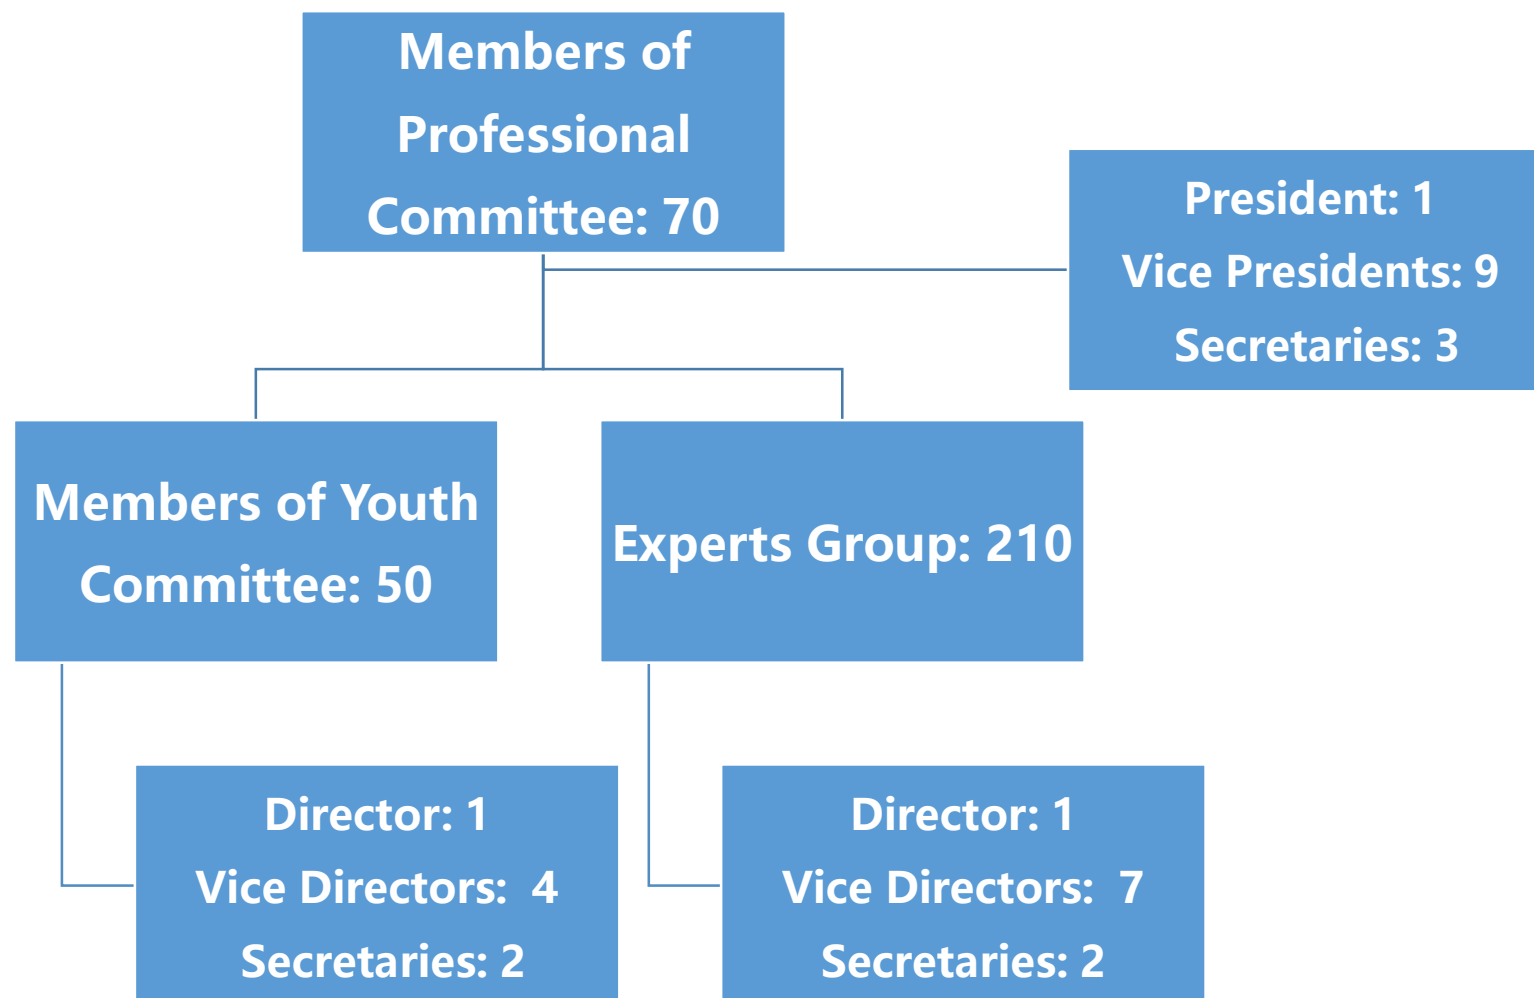 Members of
Professional
Committee: 70
President: 1
Vice Presidents: 9
Secretaries: 3
Members of Youth
Committee: 50
Experts Group: 210
Director: 1
Vice Directors:  4
Secretaries: 2
Director: 1
Vice Directors:  7
Secretaries: 2